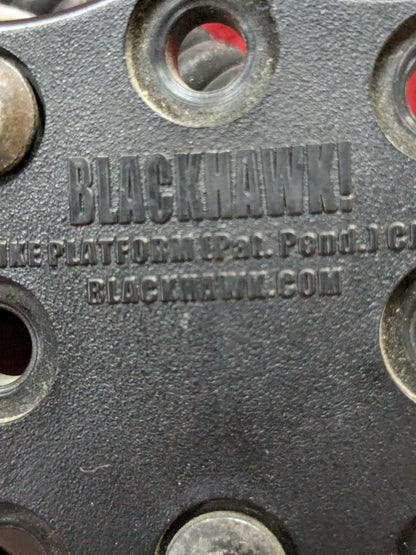 BLACKHAWK!
PLATFORM (Pat. Pend.)
BLACKHAWK.COM